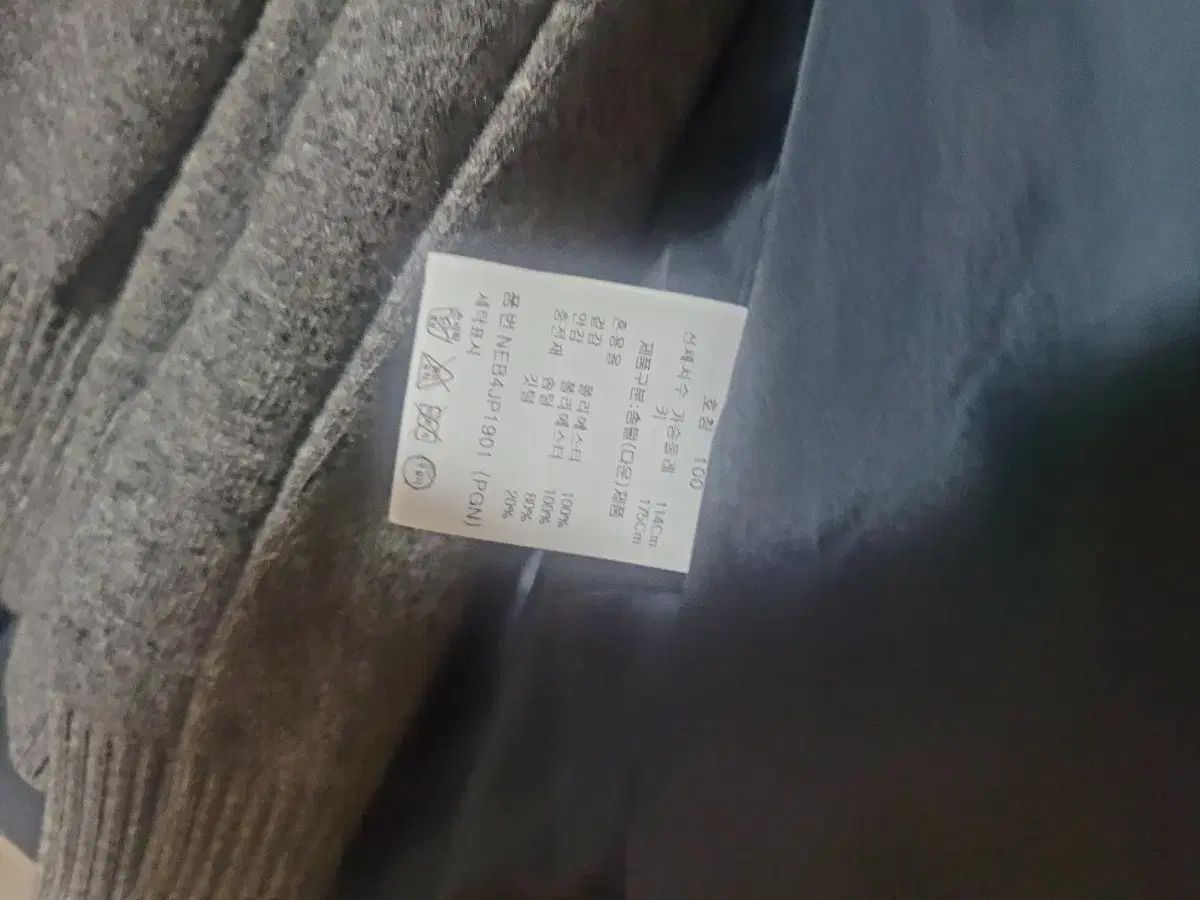 호칭 100
신체치수 가슴둘레 114Cm
키 175Cm
제품구분:솜털(다운)제품
혼용율
겉감 폴리에스터 100%
안감 폴리에스터 100%
충전재 솜털 80%
깃털 20%
품번 NEB4JP1901 (PGN)
세탁표시